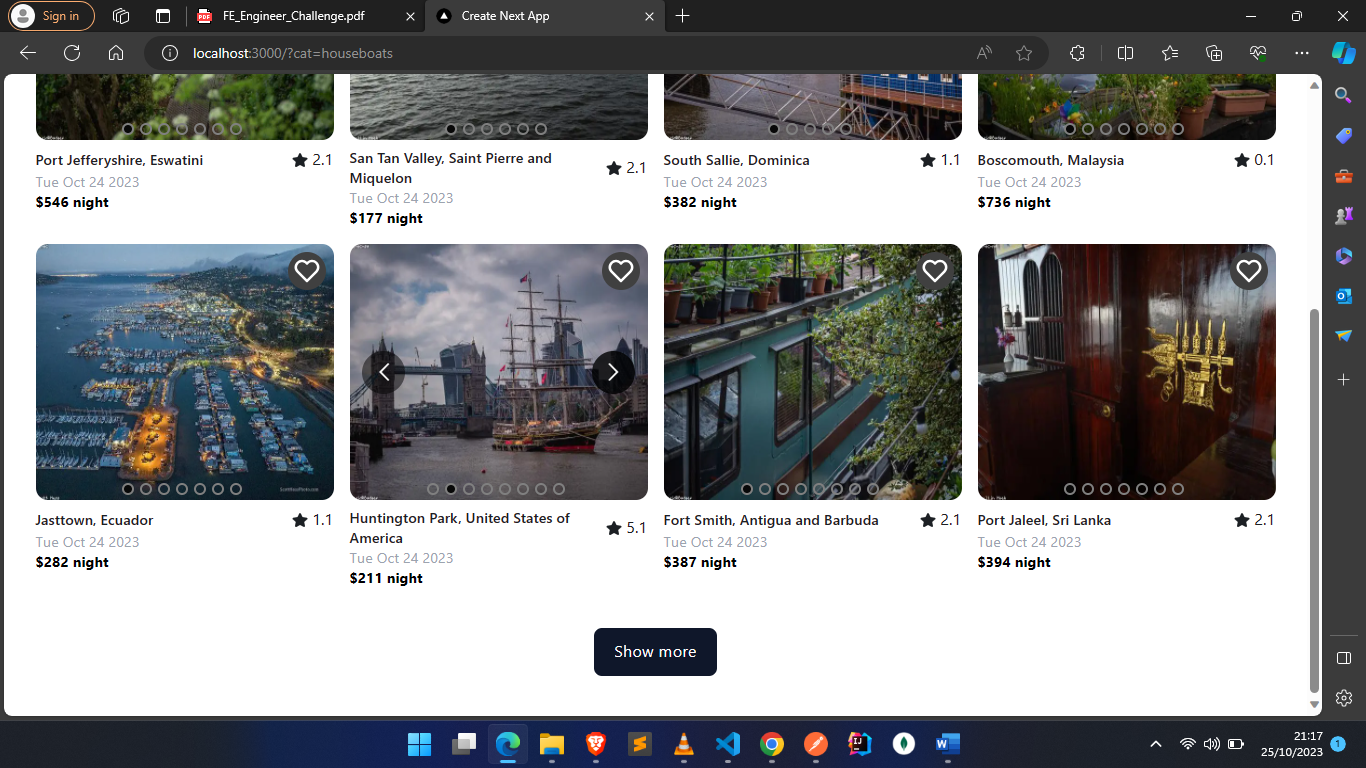 Sign in
FE_Engineer_Challenge.pdf
Create Next App
localhost:3000/?cat=houseboats
Port Jefferyshire, Eswatini
2.1
Tue Oct 24 2023
$546 night
San Tan Valley, Saint Pierre and
Miquelon
2.1
Tue Oct 24 2023
$177 night
South Sallie, Dominica
1.1
Tue Oct 24 2023
$382 night
Boscomouth, Malaysia
0.1
Tue Oct 24 2023
$736 night
Jasttown, Ecuador
1.1
Tue Oct 24 2023
$282 night
Huntington Park, United States of
America
5.1
Tue Oct 24 2023
$211 night
Fort Smith, Antigua and Barbuda
2.1
Tue Oct 24 2023
$387 night
Port Jaleel, Sri Lanka
2.1
Tue Oct 24 2023
$394 night
Show more
21:17
25/10/2023
1